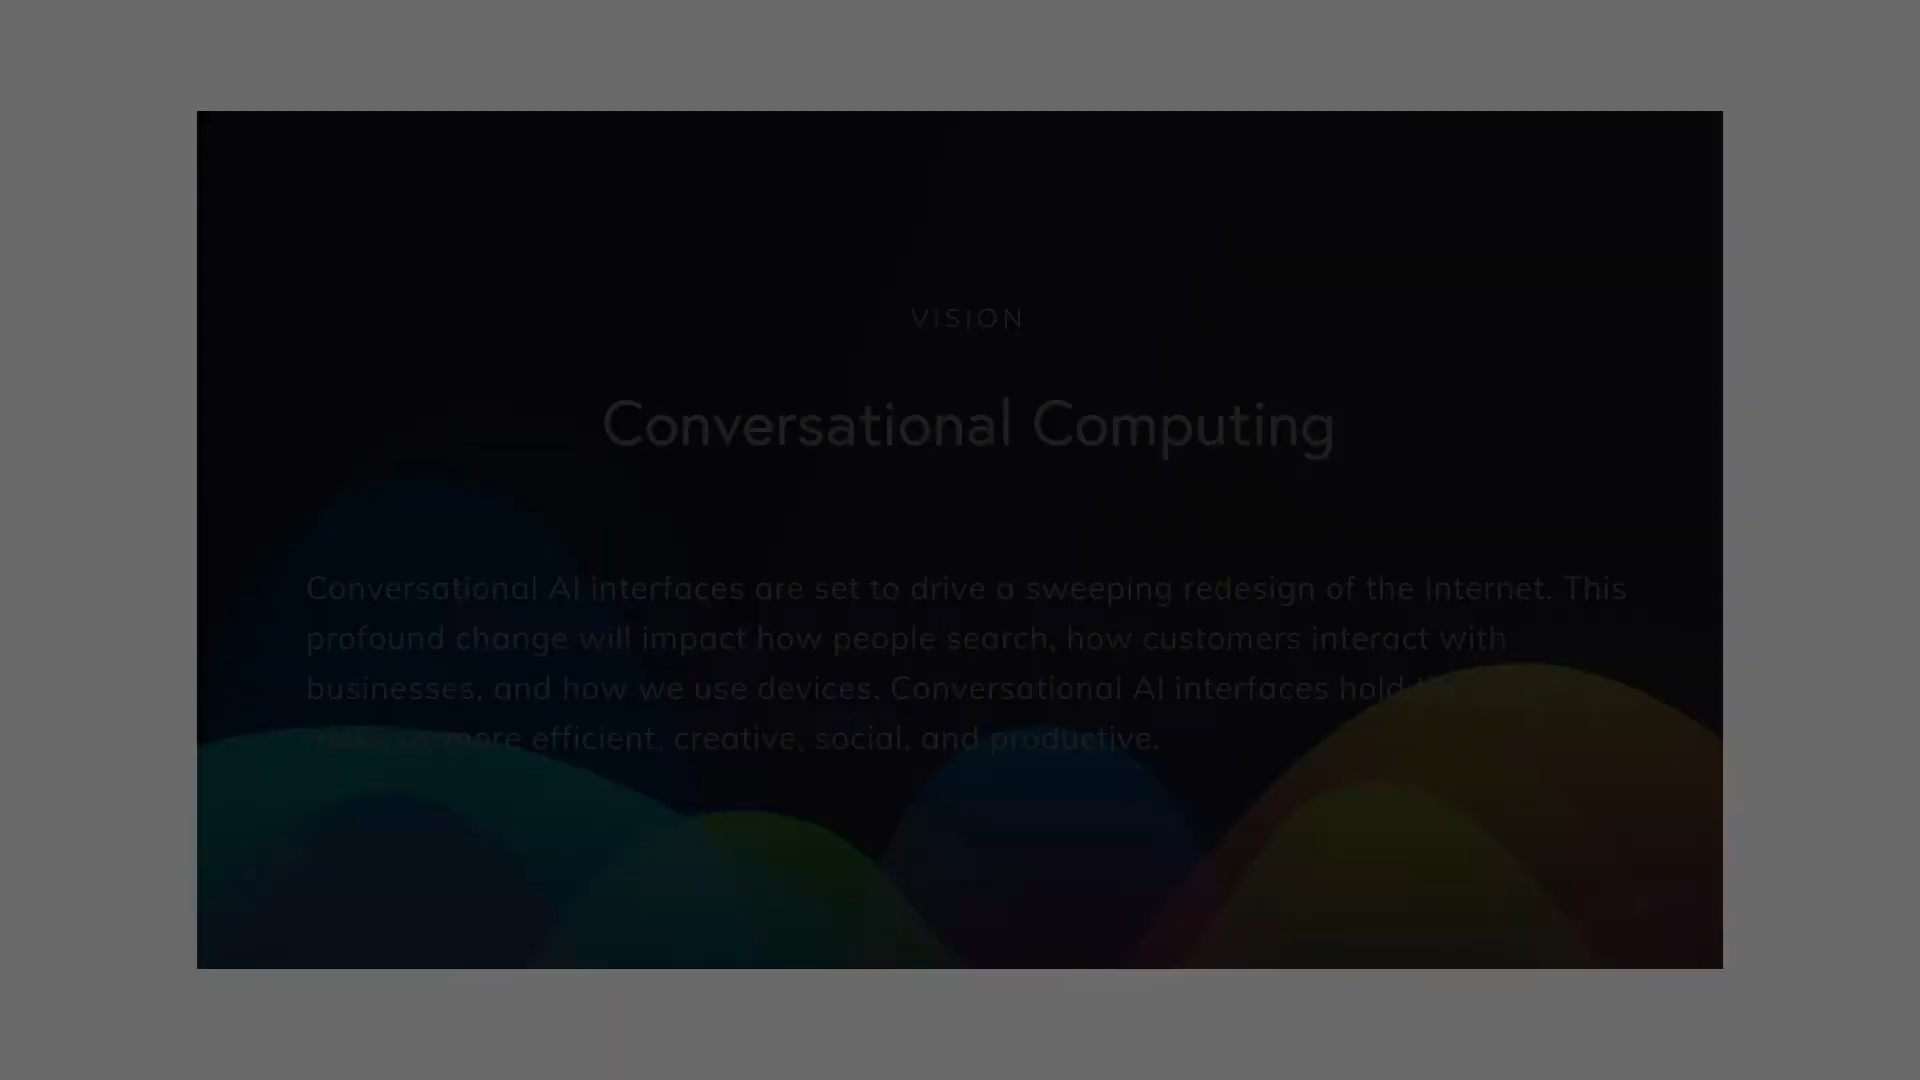 VISION
Conversational Computing
Conversational AI interfaces are set to drive a sweeping redesign of the Internet. This
profound change will impact how people search, how customers interact with
businesses, and how we use devices. Conversational AI interfaces hold
make us more efficient, creative, social, and productive.